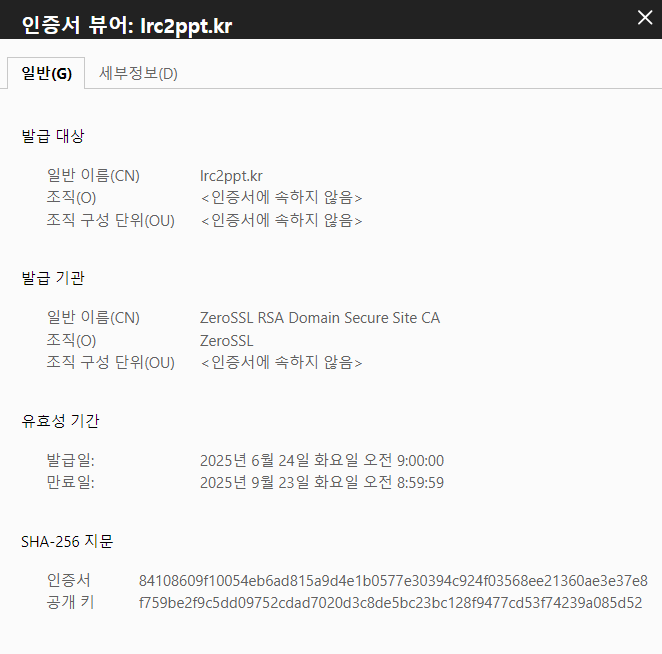 인증서 뷰어: lrc2ppt.kr
일반(G) 세부정보(D)
발급 대상
일반 이름(CN) lrc2ppt.kr
조직(O) <인증서에 속하지 않음>
조직 구성 단위(OU) <인증서에 속하지 않음>
발급 기관
일반 이름(CN) ZeroSSL RSA Domain Secure Site CA
조직(O) ZeroSSL
조직 구성 단위(OU) <인증서에 속하지 않음>
유효성 기간
발급일: 2025년 6월 24일 화요일 오전 9:00:00
만료일: 2025년 9월 23일 화요일 오전 8:59:59
SHA-256 지문
인증서 84108609f10054eb6ad815a9d4e1b0577e30394c924f03568ee21360ae3e37e8
공개 키 f759be2f9c5dd09752cdad7020d3c8de5bc23bc128f9477cd53f74239a085d52